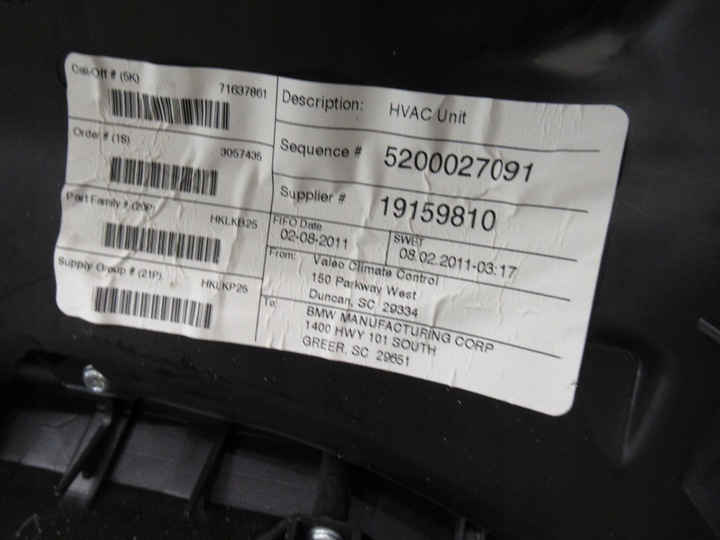 Call-Off # (5K)
71637861
Order # (1S)
3057435
Part Family # (20P)
HKLKB25
Supply Group # (21P)
HKLKP25
Description: HVAC Unit
Sequence # 5200027091
Supplier # 19159810
FIFO Date
02-08-2011
SWET
08.02.2011-03:17
From: Valeo Climate Control
150 Parkway West
Duncan, SC 29334
To: BMW MANUFACTURING CORP
1400 HWY 101 SOUTH
GREER, SC 29651